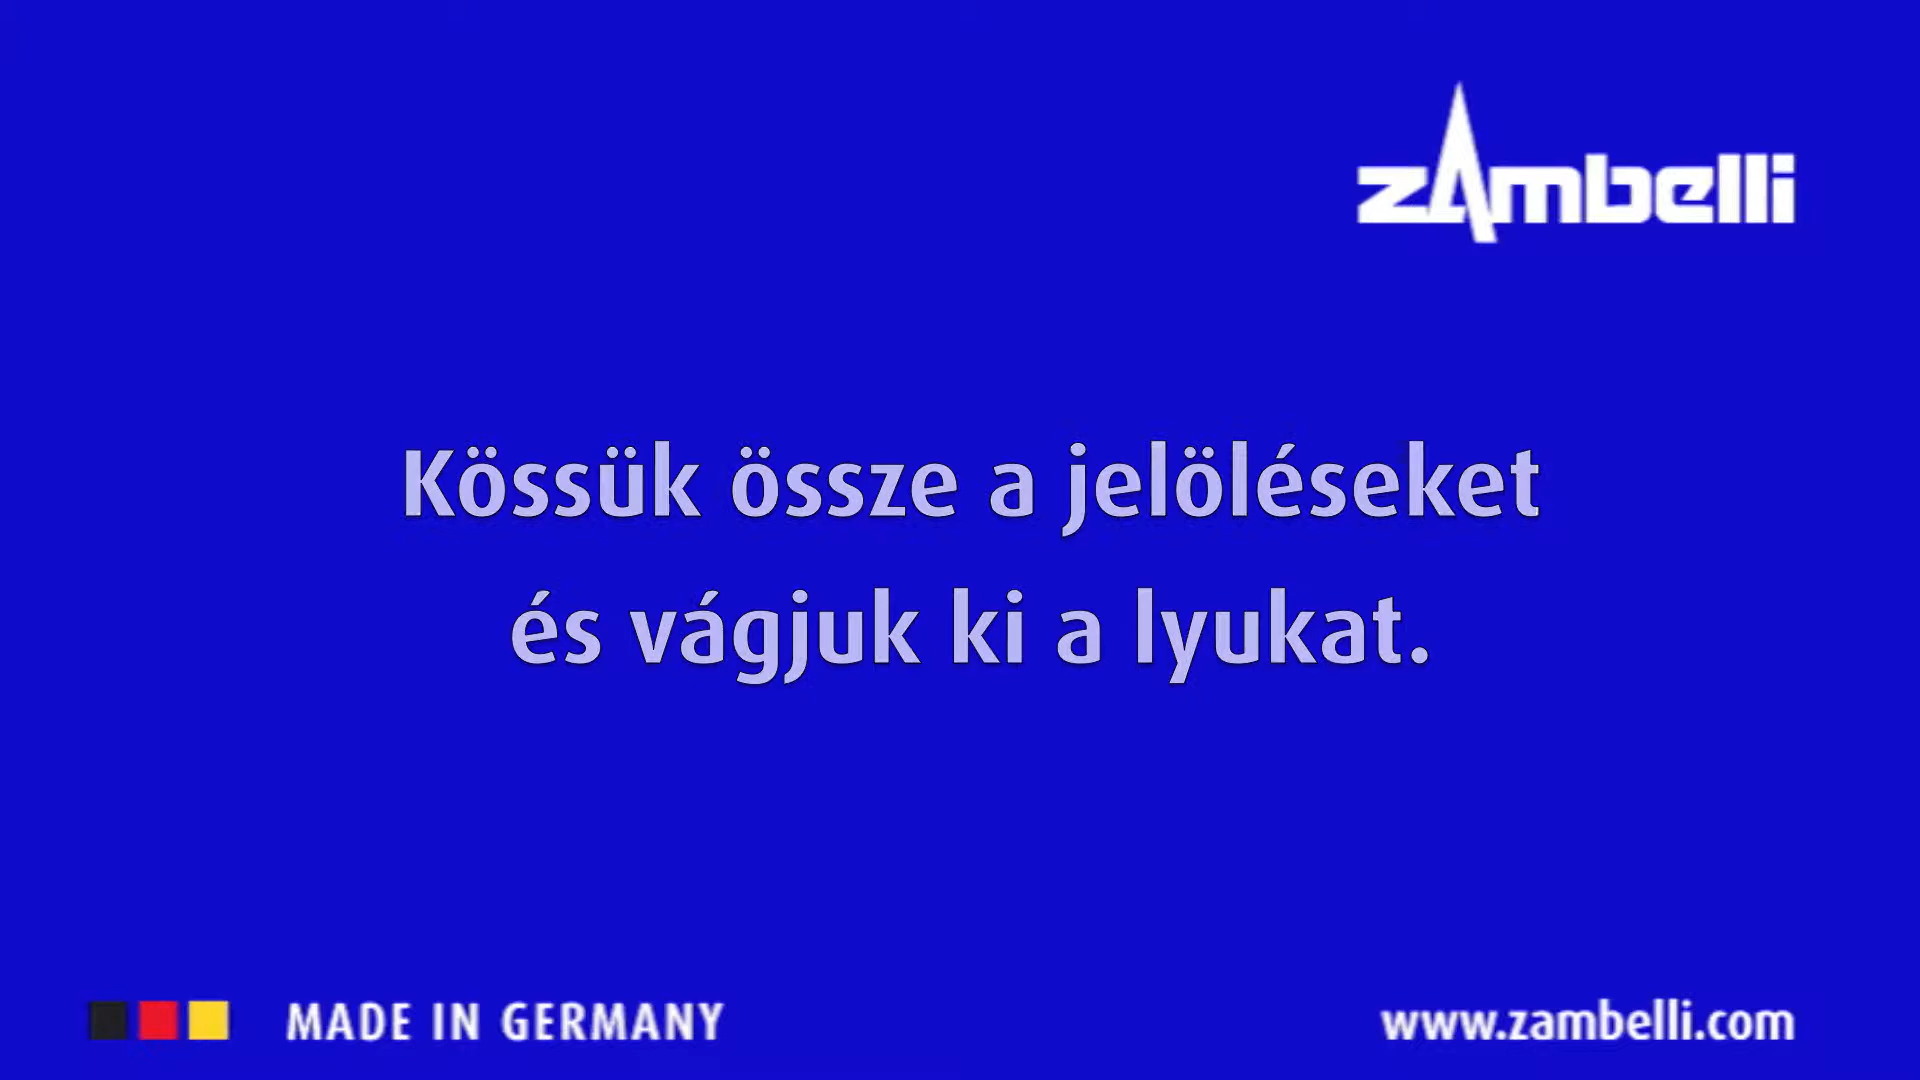 zambelli
Kössük össze a jelöléseket
és vágjuk ki a lyukat.
MADE IN GERMANY
www.zambelli.com